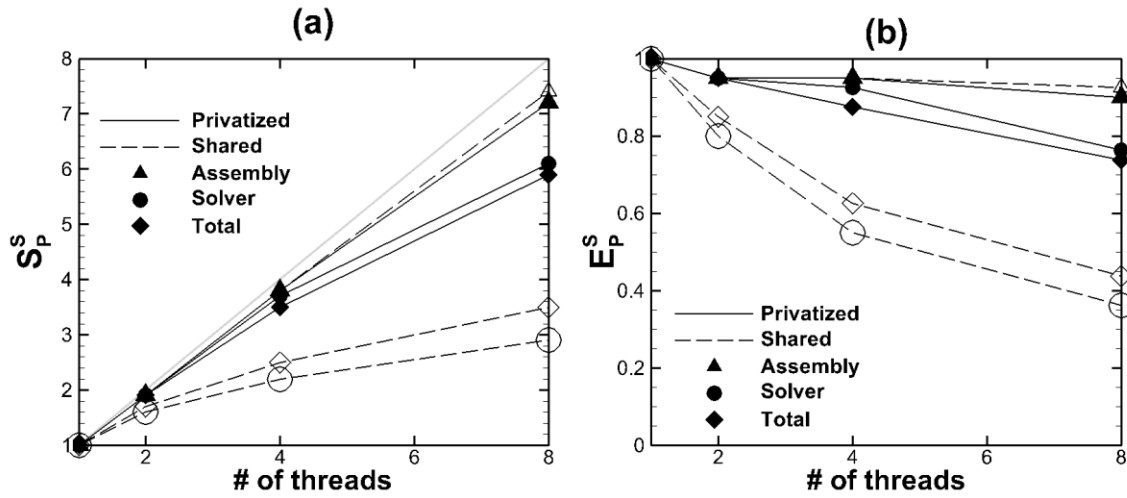 (a)
8
7
6
5
4
3
2
1
2
4
6
8
S_P^S
# of threads
Privatized
Shared
Assembly
Solver
Total
(b)
1
0.8
0.6
0.4
0.2
0
2
4
6
8
E_P^S
# of threads
Privatized
Shared
Assembly
Solver
Total